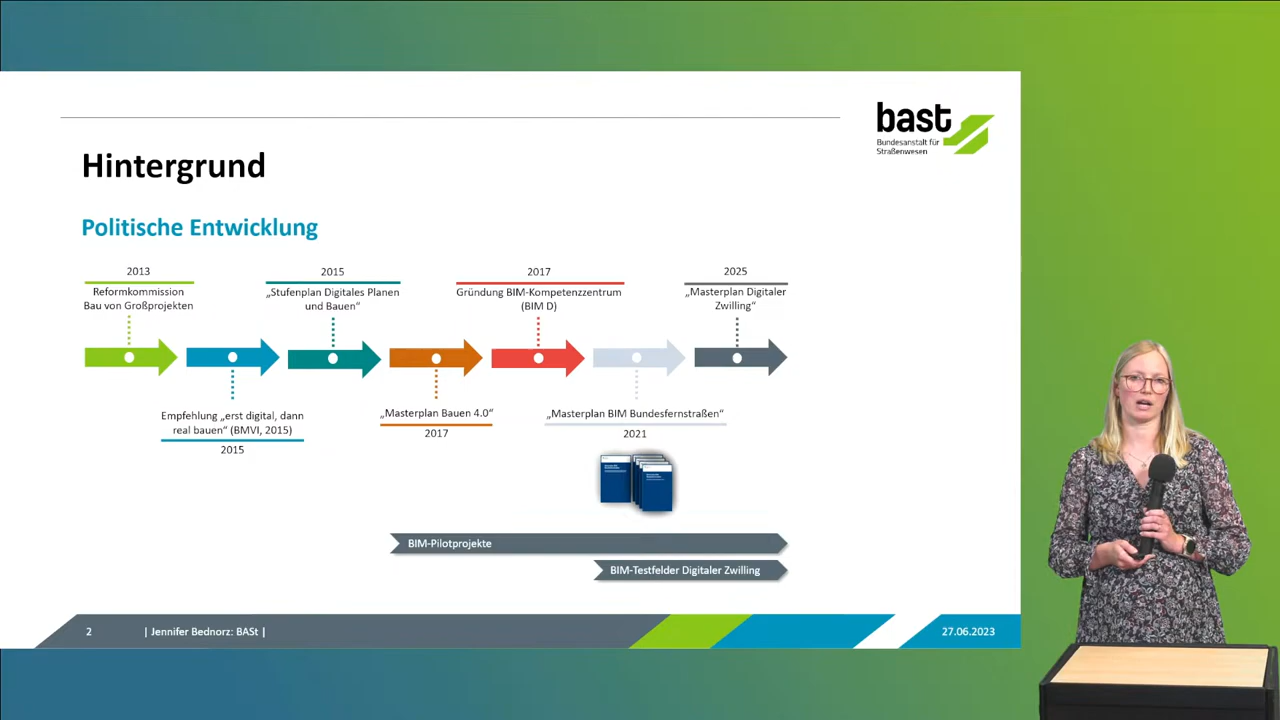 bast
Bundesanstalt für
Straßenwesen
Hintergrund
Politische Entwicklung
2013
Reformkommission
Bau von Großprojekten
2015
„Stufenplan Digitales Planen
und Bauen“
2017
Gründung BIM-Kompetenzzentrum
(BIM D)
2025
„Masterplan Digitaler
Zwilling“
Empfehlung „erst digital, dann
real bauen“ (BMVI, 2015)
2015
„Masterplan Bauen 4.0“
2017
„Masterplan BIM Bundesfernstraßen“
2021
BIM-Pilotprojekte
BIM-Testfelder Digitaler Zwilling
2 | Jennifer Bednorz: BASt | 27.06.2023